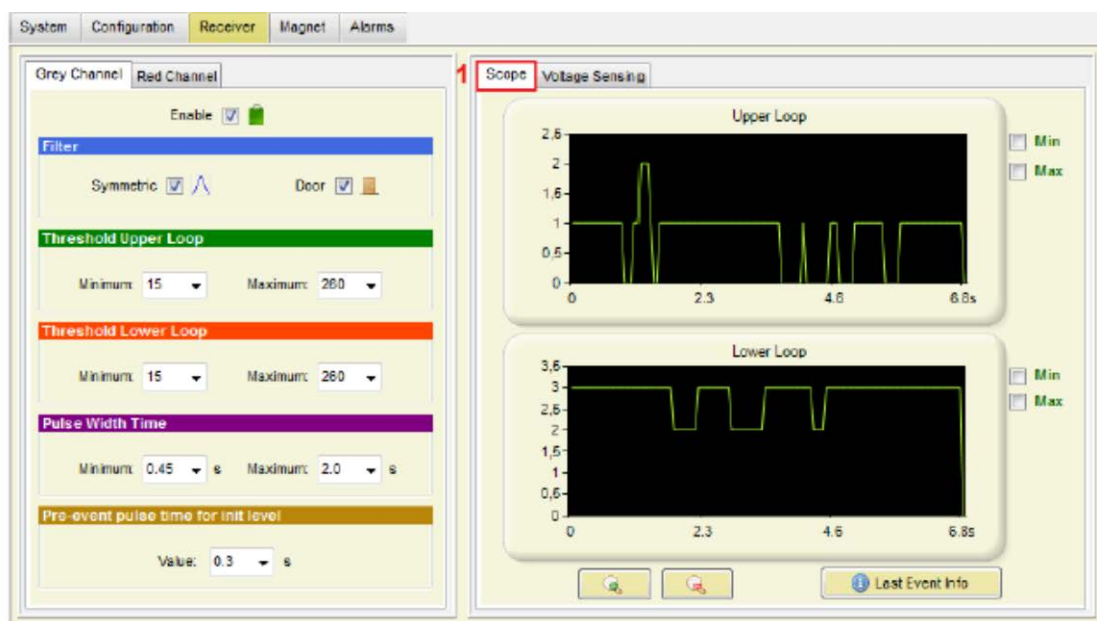 System Configuration Receiver Magnet Alarms
Grey Channel Red Channel
Enable
Filter
Symmetric Door
Threshold Upper Loop
Minimum: 15 Maximum: 260
Threshold Lower Loop
Minimum: 15 Maximum: 260
Pulse Width Time
Minimum: 0.45 s Maximum: 2.0 s
Pre-event pulse time for init level
Value: 0.3 s
1 Scope Voltage Sensing
Upper Loop
2,5
2
1,5
1
0,5
0
0 2.3 4.6 6.8s
Min
Max
Lower Loop
3,5
3
2,5
2
1,5
1
0,5
0
0 2.3 4.6 6.8s
Min
Max
Last Event Info